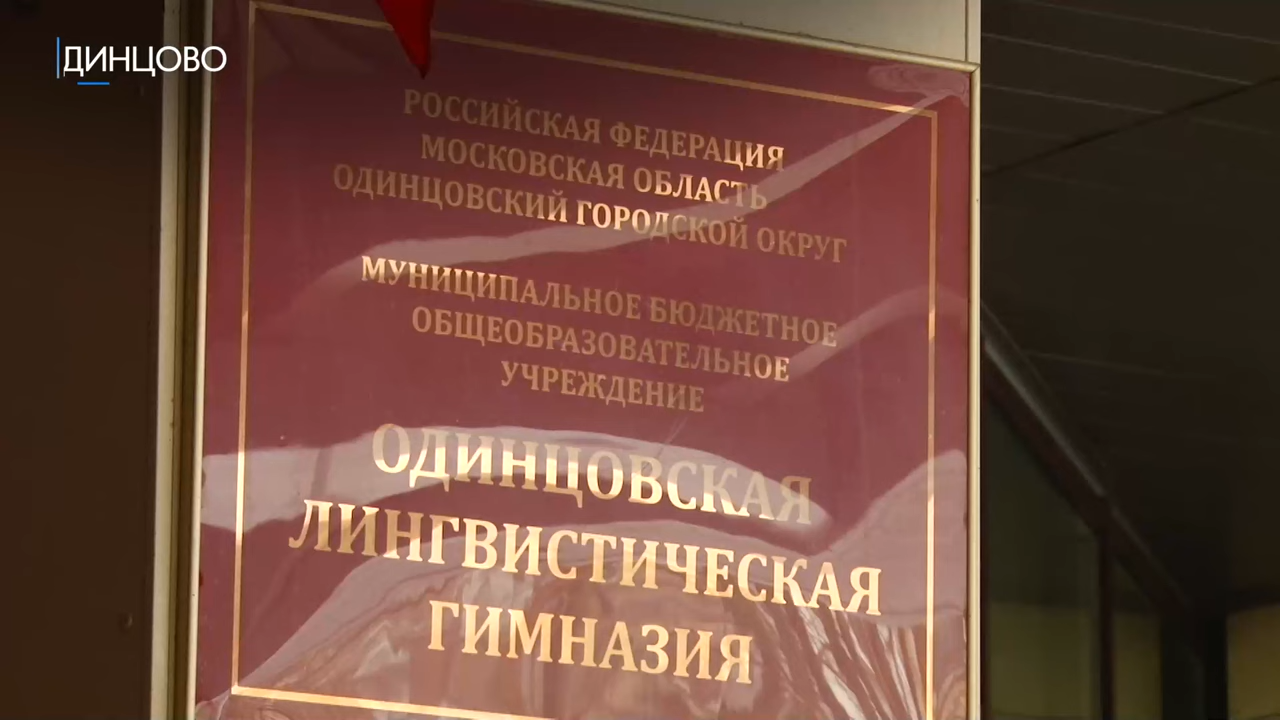 ДИНЦОВО
РОССИЙСКАЯ ФЕДЕРАЦИЯ
МОСКОВСКАЯ ОБЛАСТЬ
ОДИНЦОВСКИЙ ГОРОДСКОЙ ОКРУГ
МУНИЦИПАЛЬНОЕ БЮДЖЕТНОЕ
ОБЩЕОБРАЗОВАТЕЛЬНОЕ
УЧРЕЖДЕНИЕ
ОДИНЦОВСКАЯ
ЛИНГВИСТИЧЕСКАЯ
ГИМНАЗИЯ